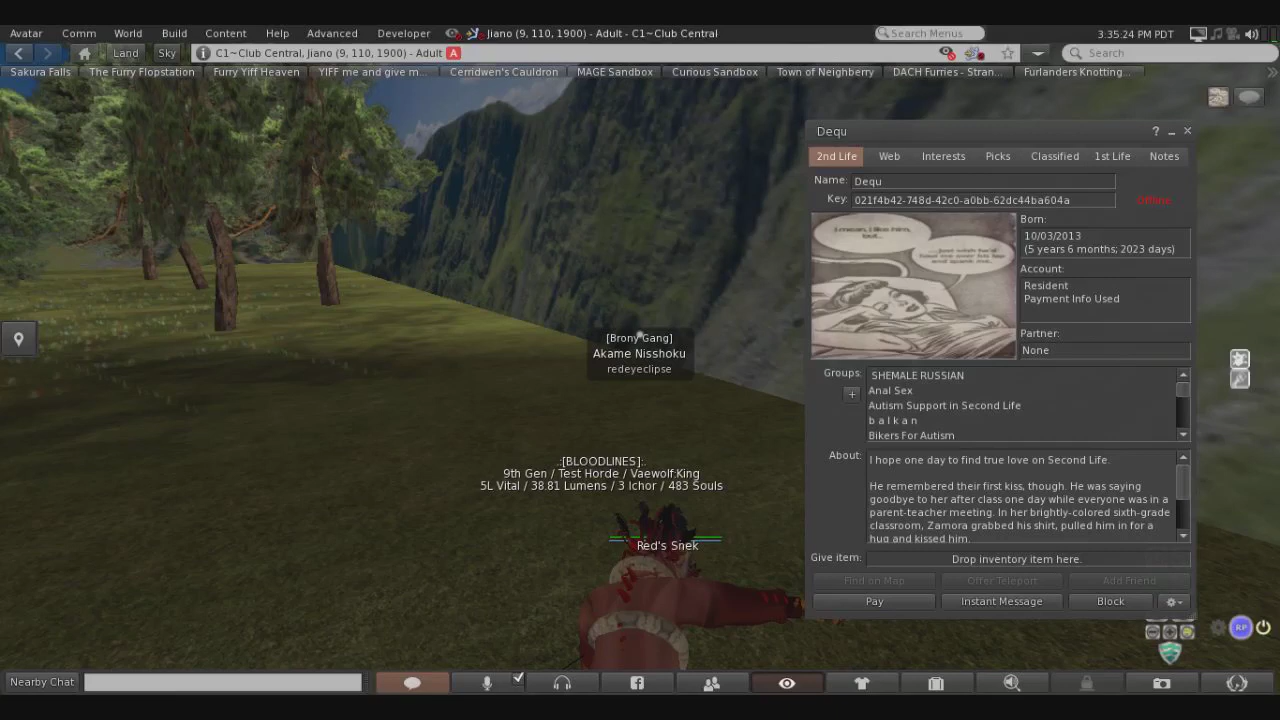 Avatar Comm World Build Content Help Advanced Developer Jiano (9, 110, 1900) - Adult - C1~Club Central Search Menus 3:35:24 PM PDT
Land Sky C1~Club Central, Jiano (9, 110, 1900) - Adult A Search
Sakura Falls The Furry Flopstation Furry Yiff Heaven YIFF me and give m... Cerridwen's Cauldron MAGE Sandbox Curious Sandbox Town of Neighberry DACH Furries - Stran... Furlanders Knotting...
Dequ
2nd Life Web Interests Picks Classified 1st Life Notes
Name: Dequ
Key: 021f4b42-748d-42c0-a0bb-62dc44ba604a Offline
I mean, I like him, but...
...just wish he'd
Born:
10/03/2013
(5 years 6 months; 2023 days)
Account:
Resident
Payment Info Used
Partner:
None
Groups:
SHEMALE RUSSIAN
Anal Sex
Autism Support in Second Life
b a l k a n
Bikers For Autism
About:
I hope one day to find true love on Second Life.
He remembered their first kiss, though. He was saying
goodbye to her after class one day while everyone was in a
parent-teacher meeting. In her brightly-colored sixth-grade
classroom, Zamora grabbed his shirt, pulled him in for a
hug and kissed him.
Give item: Drop inventory item here.
Find on Map Offer Teleport Add Friend
Pay Instant Message Block
[Brony Gang]
Akame Nisshoku
redeyeclipse
.:[BLOODLINES]:.
9th Gen / Test Horde / Vaewolf:King
5L Vital / 38.81 Lumens / 3 Ichor / 483 Souls
Red's Snek
RP
Nearby Chat